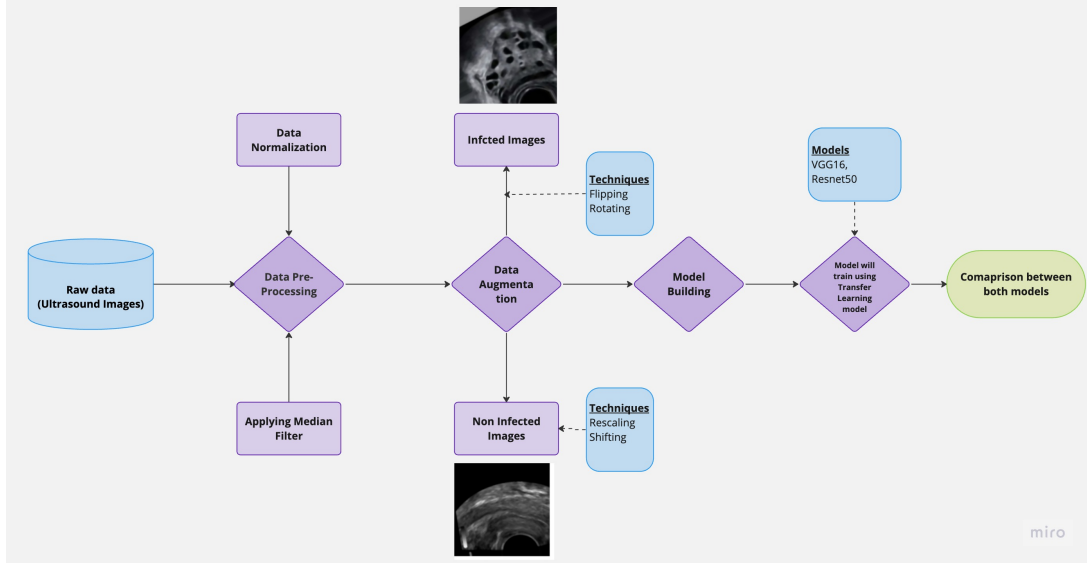 Data
Normalization
Infcted Images
Models
VGG16,
Resnet50
Techniques
Flipping
Rotating
Raw data
(Ultrasound Images)
Data Pre-
Processing
Data
Augmenta
tion
Model
Building
Model will
train using
Transfer
Learning
model
Comaprison between
both models
Applying Median
Filter
Non Infected
Images
Techniques
Rescaling
Shifting
miro